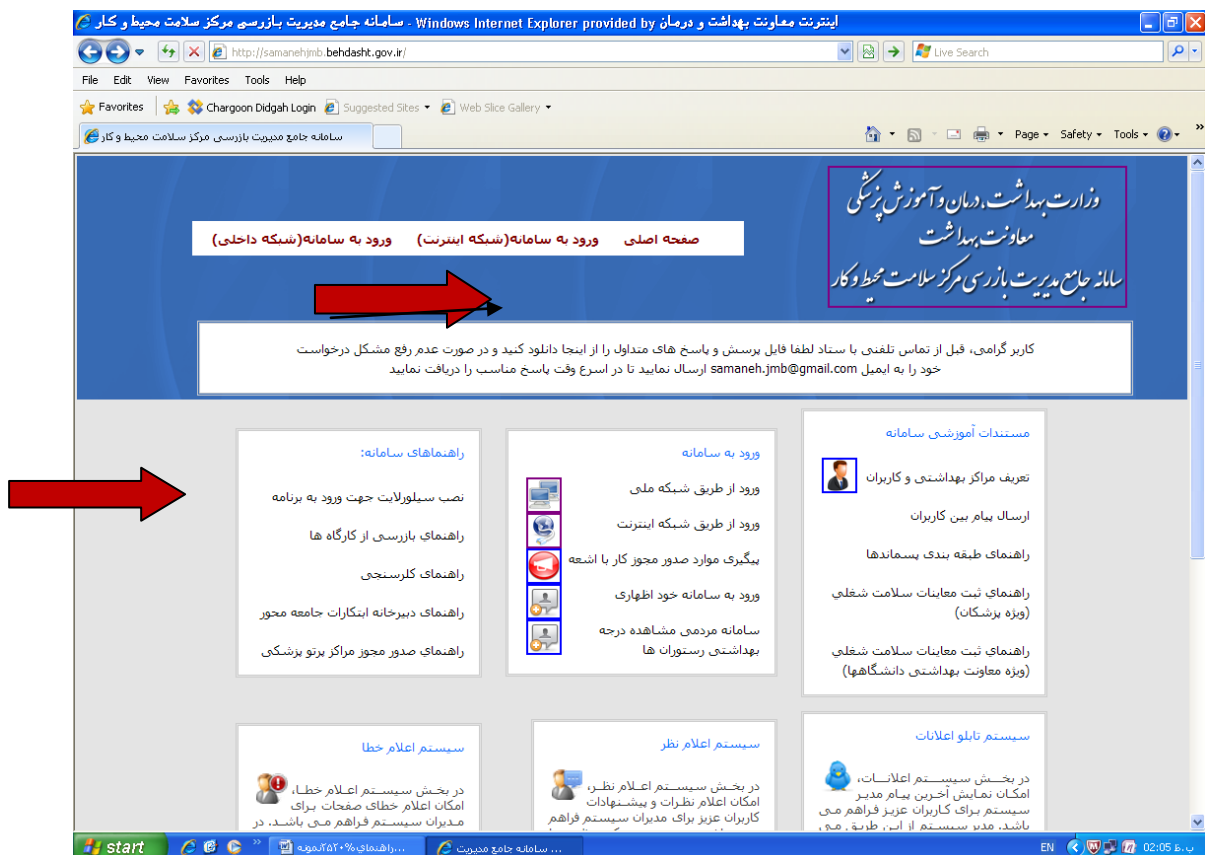 سامانه جامع مدیریت بازرسی مرکز سلامت محیط و کار - Windows Internet Explorer provided by اینترنت معاونت بهداشت و درمان
http://samanehjmb.behdasht.gov.ir/
Live Search
File Edit View Favorites Tools Help
Favorites Chargoon Didgah Login Suggested Sites Web Slice Gallery
سامانه جامع مدیریت بازرسی مرکز سلامت محیط و کار
Page Safety Tools
وزارت بهداشت، درمان و آموزش پزشکی
معاونت بهداشت
سامانه جامع مدیریت بازرسی مرکز سلامت محیط و کار
صفحه اصلی ورود به سامانه(شبکه اینترنت) ورود به سامانه(شبکه داخلی)
کاربر گرامی، قبل از تماس تلفنی با ستاد لطفا فایل پرسش و پاسخ های متداول را از اینجا دانلود کنید و در صورت عدم رفع مشکل درخواست
خود را به ایمیل samaneh.jmb@gmail.com ارسال نمایید تا در اسرع وقت پاسخ مناسب را دریافت نمایید
مستندات آموزشی سامانه
تعریف مراکز بهداشتی و کاربران
ارسال پیام بین کاربران
راهنمای طبقه بندی پسماندها
راهنمای ثبت معاینات سلامت شغلي
(ویژه پزشکان)
راهنمای ثبت معاینات سلامت شغلي
(ویژه معاونت بهداشتی دانشگاهها)
ورود به سامانه
ورود از طریق شبکه ملی
ورود از طریق شبکه اینترنت
پیگیری موارد صدور مجوز کار با اشعه
ورود به سامانه خود اظهاری
سامانه مردمی مشاهده درجه
بهداشتی رستوران ها
راهنماهای سامانه:
نصب سیلورلایت جهت ورود به برنامه
راهنمای بازرسی از کارگاه ها
راهنمای کلرسنجی
راهنمای دبیرخانه ابتکارات جامعه محور
راهنمای صدور مجوز مراکز پرتو پزشکی
سیستم تابلو اعلانات
در بخش سیستم اعلانات،
امکان نمایش آخرین پیام مدیر
سیستم برای کاربران عزیز فراهم می
باشد. مدیر سیستم از این طریق می
سیستم اعلام نظر
در بخش سیستم اعلام نظر،
امکان اعلام نظرات و پیشنهادات
کاربران عزیز برای مدیران سیستم فراهم
سیستم اعلام خطا
در بخش سیستم اعلام خطا،
امکان اعلام خطای صفحات برای
مدیران سیستم فراهم می باشد. در
start
سامانه جامع مدیریت ...
EN
02:05 ب.ظ